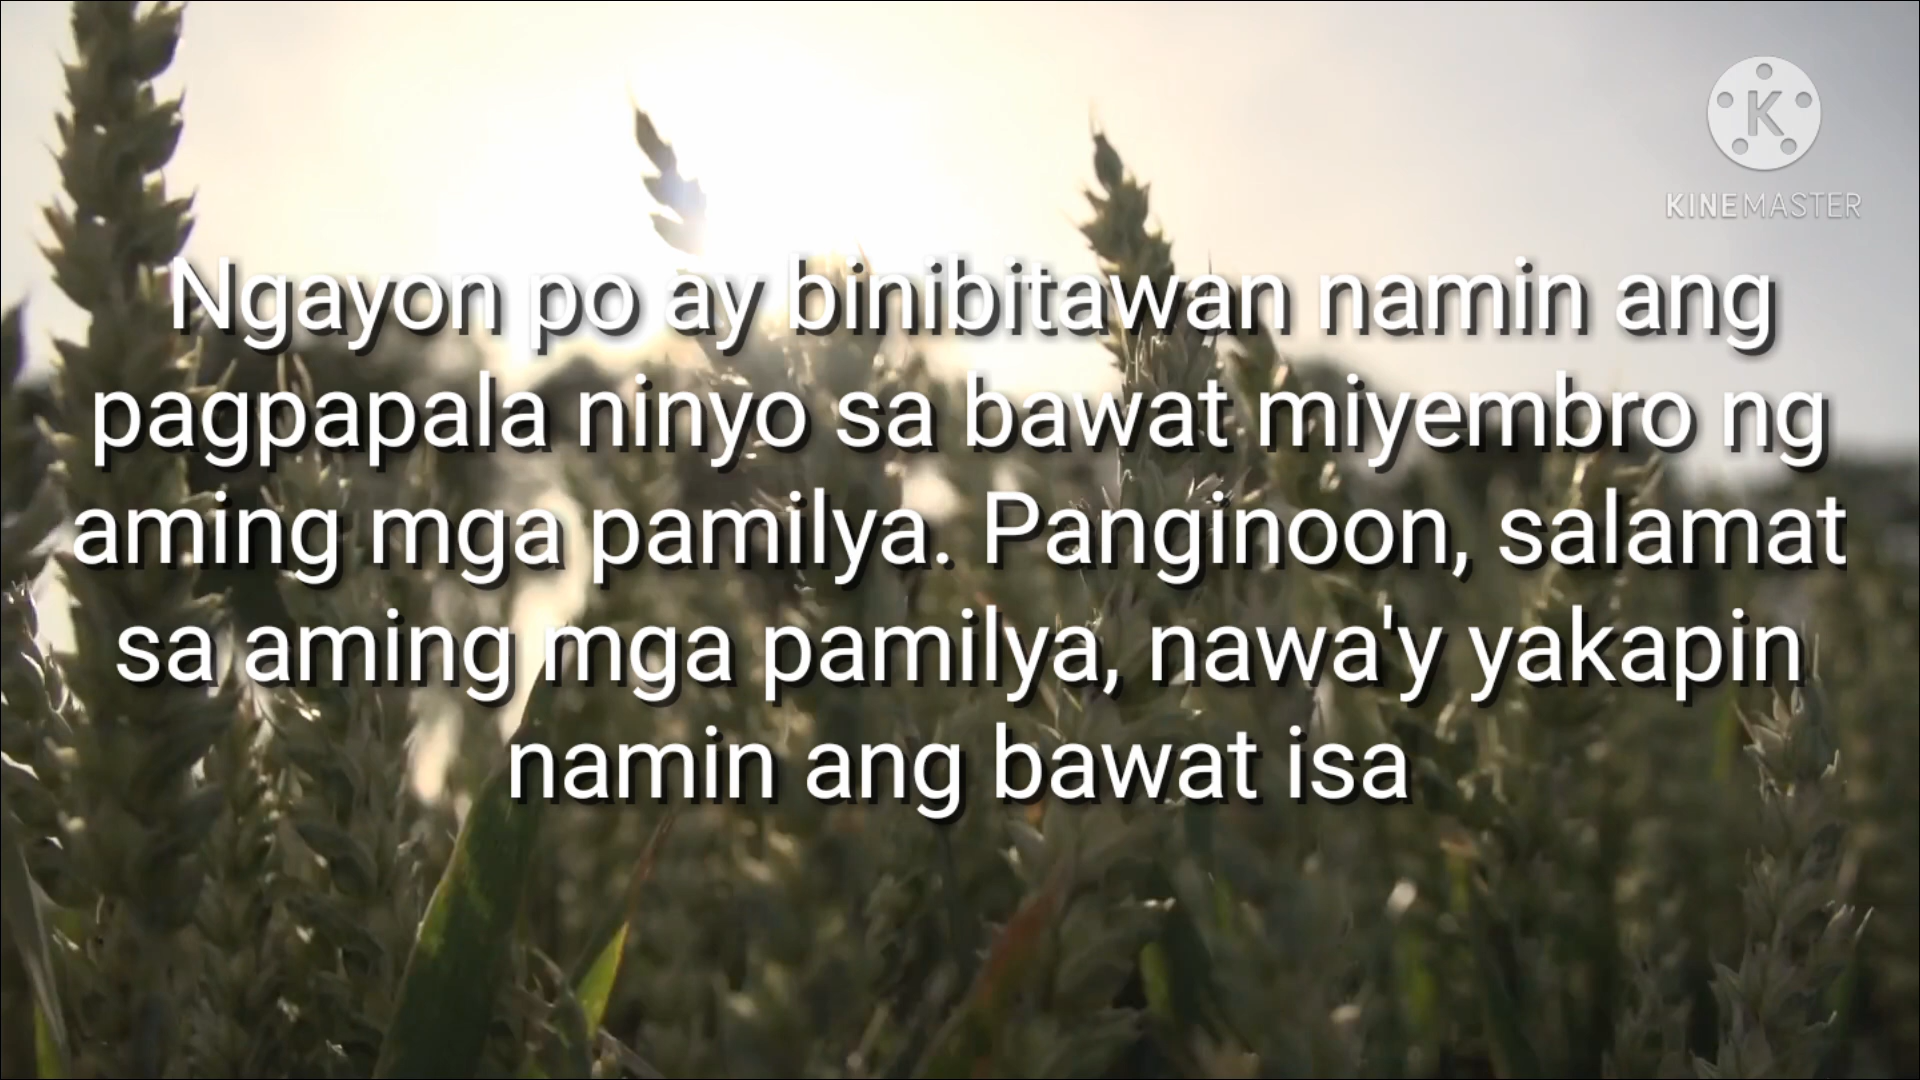 K
KINEMASTER
Ngayon po ay binibitawan namin ang
pagpapala ninyo sa bawat miyembro ng
aming mga pamilya. Panginoon, salamat
sa aming mga pamilya, nawa'y yakapin
namin ang bawat isa